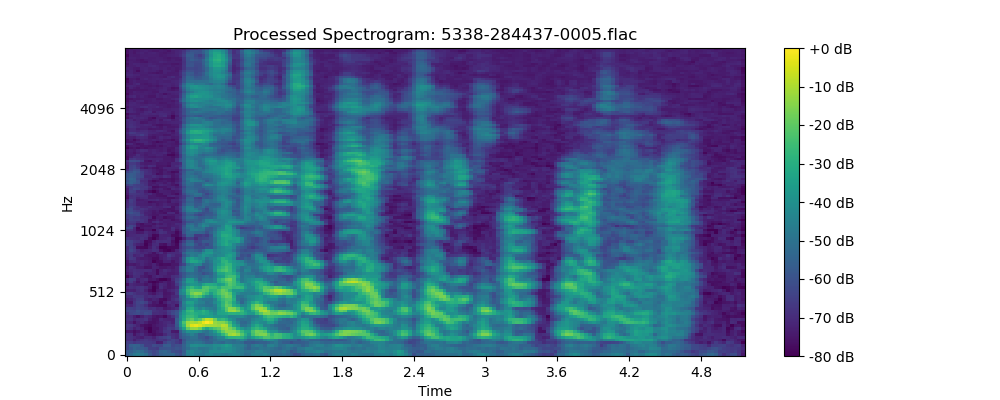 Processed Spectrogram: 5338-284437-0005.flac
Hz
4096
2048
1024
512
0
0 0.6 1.2 1.8 2.4 3 3.6 4.2 4.8
Time
+0 dB
-10 dB
-20 dB
-30 dB
-40 dB
-50 dB
-60 dB
-70 dB
-80 dB